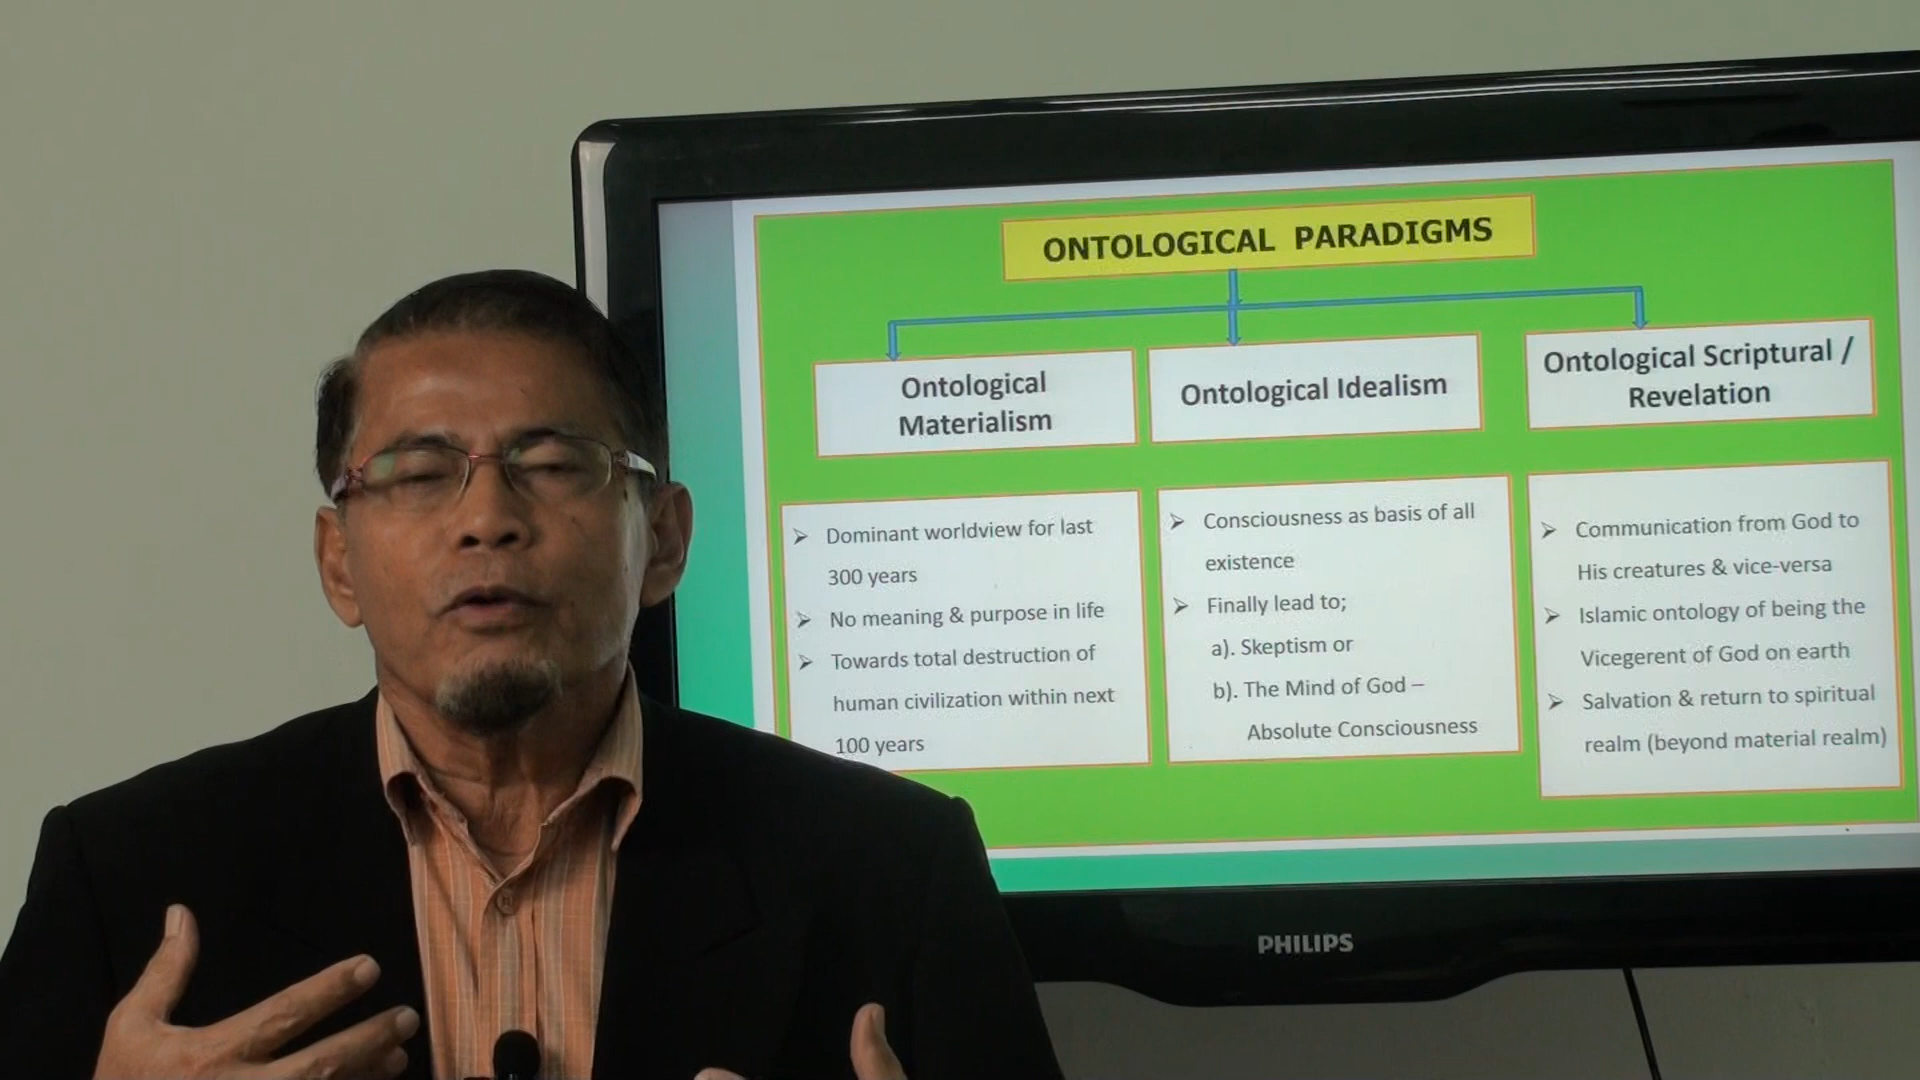 ONTOLOGICAL PARADIGMS
Ontological
Materialism
Ontological Idealism
Ontological Scriptural /
Revelation
➢ Dominant worldview for last
300 years
➢ No meaning & purpose in life
➢ Towards total destruction of
human civilization within next
100 years
➢ Consciousness as basis of all
existence
➢ Finally lead to;
a). Skeptism or
b). The Mind of God –
Absolute Consciousness
➢ Communication from God to
His creatures & vice-versa
➢ Islamic ontology of being the
Vicegerent of God on earth
➢ Salvation & return to spiritual
realm (beyond material realm)
PHILIPS